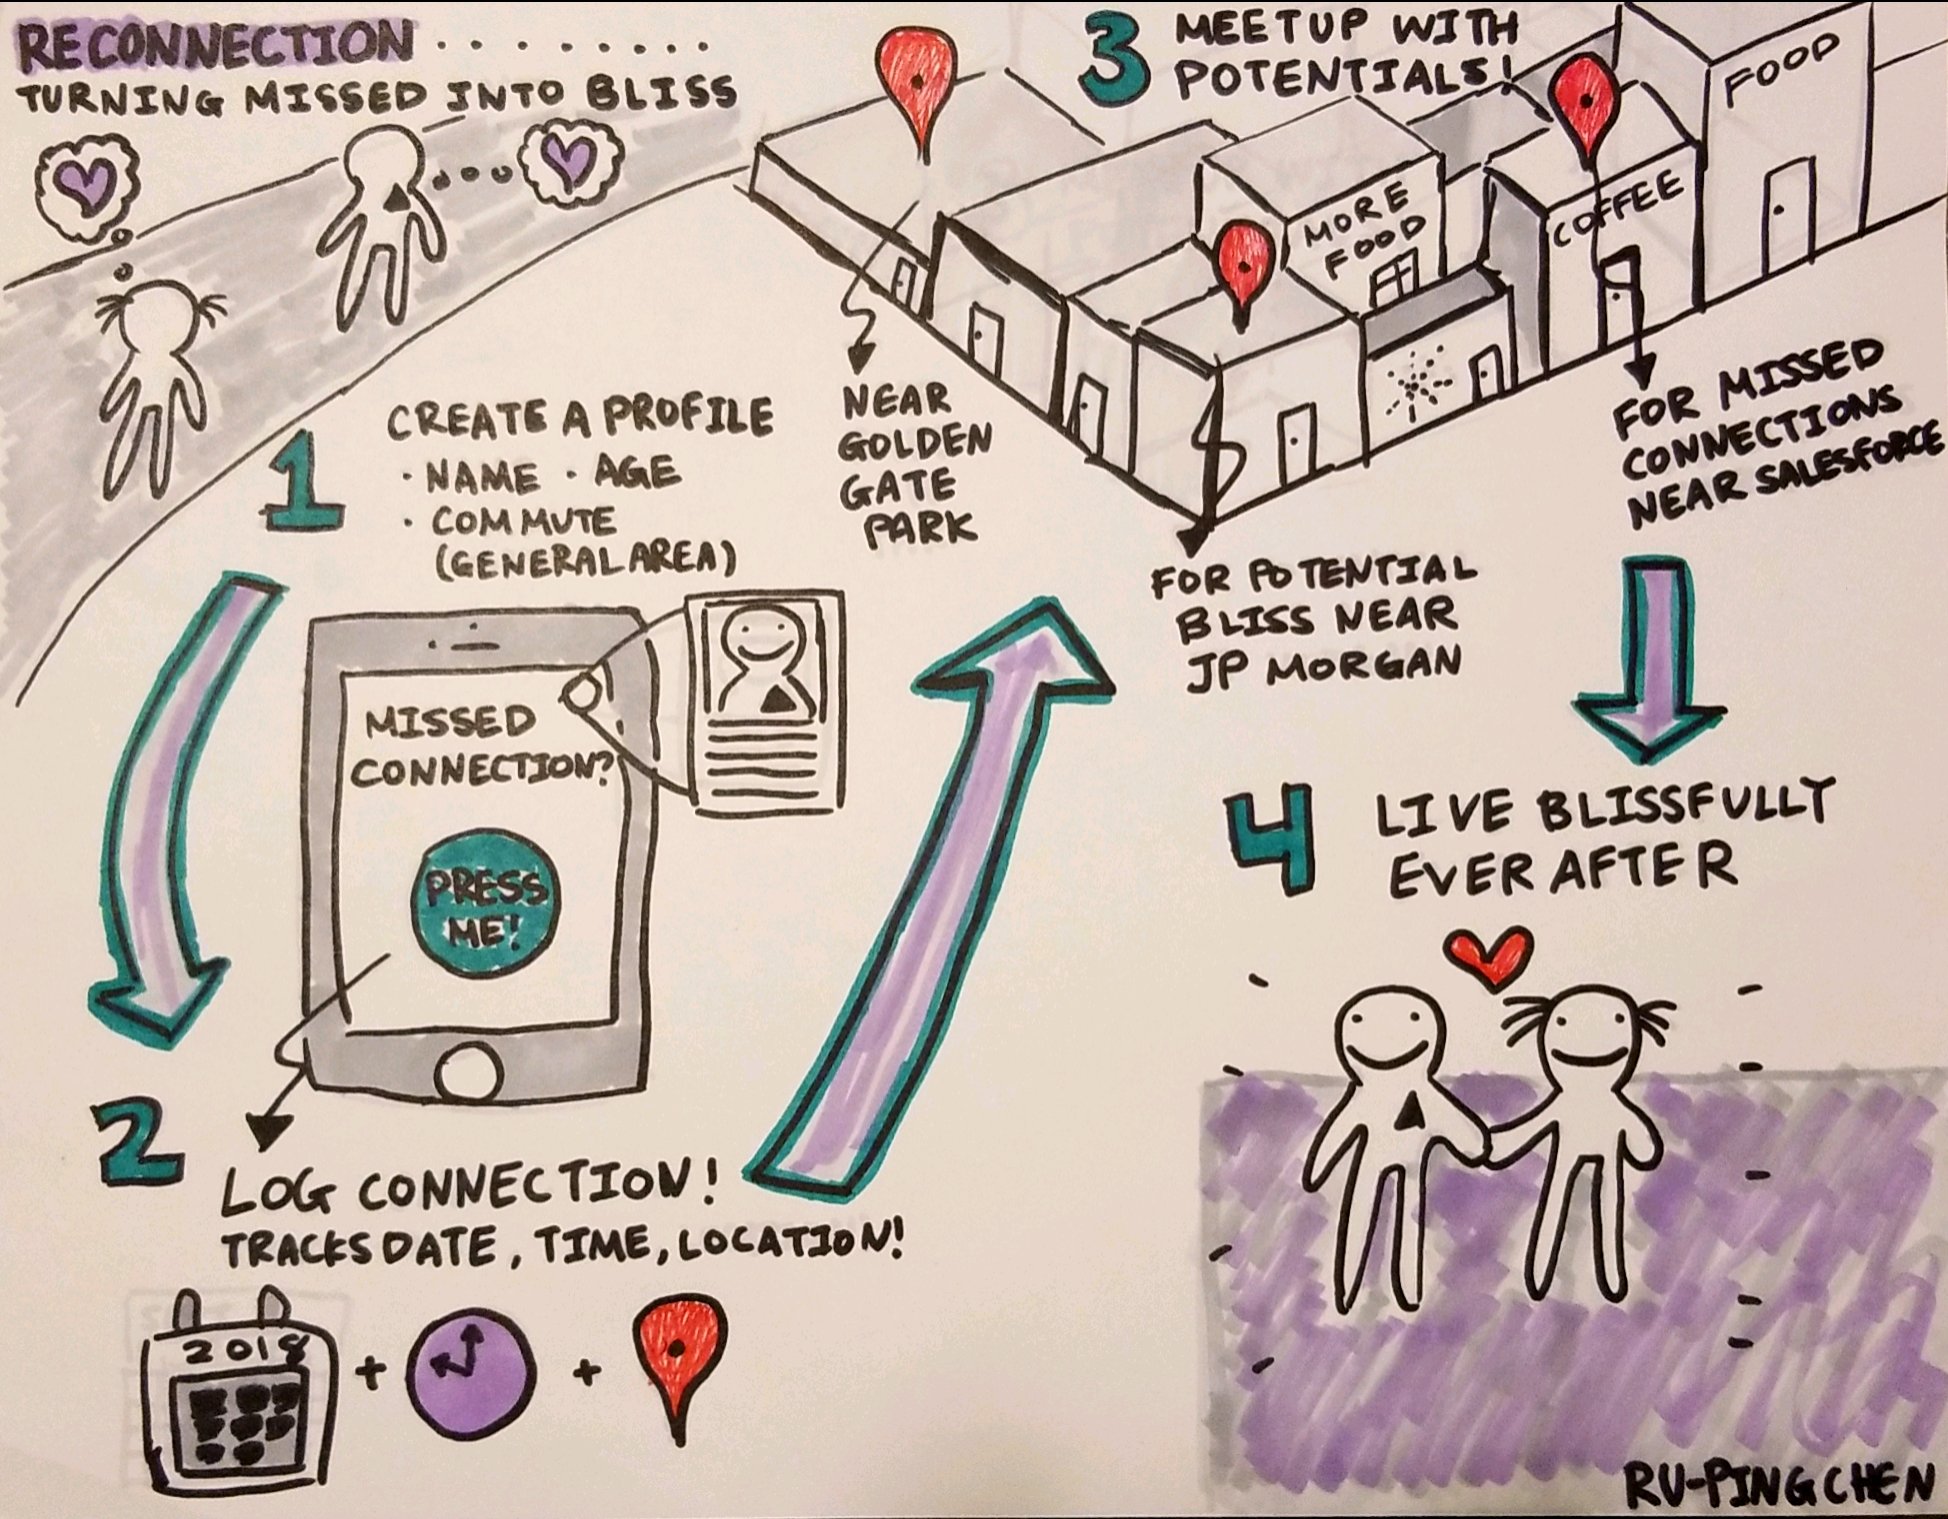 RECONNECTION . . . . . . . . .
TURNING MISSED INTO BLISS
1
CREATE A PROFILE
· NAME · AGE
· COMMUTE
(GENERAL AREA)
MISSED
CONNECTION?
PRESS
ME!
2
LOG CONNECTION!
TRACKS DATE, TIME, LOCATION!
2018
+
+
3
MEETUP WITH
POTENTIALS!
FOOD
COFFEE
MORE
FOOD
NEAR
GOLDEN
GATE
PARK
FOR POTENTIAL
BLISS NEAR
JP MORGAN
FOR MISSED
CONNECTIONS
NEAR SALESFORCE
4
LIVE BLISSFULLY
EVER AFTER
RU-PING CHEN